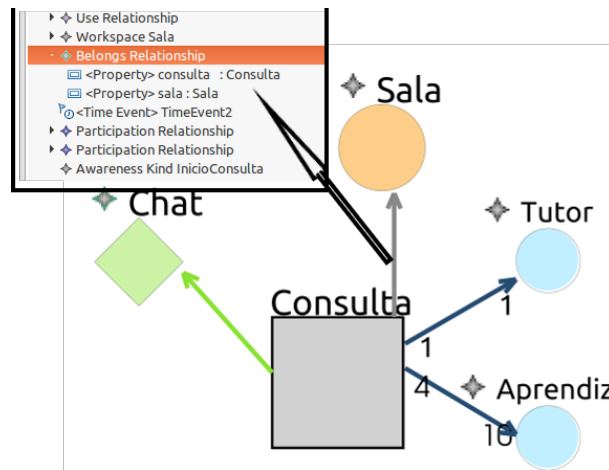 Use Relationship
Workspace Sala
Belongs Relationship
<Property> consulta : Consulta
<Property> sala : Sala
<Time Event> TimeEvent2
Participation Relationship
Participation Relationship
Awareness Kind InicioConsulta
Sala
Chat
Tutor
Consulta
1
1
4
Aprendiz
16